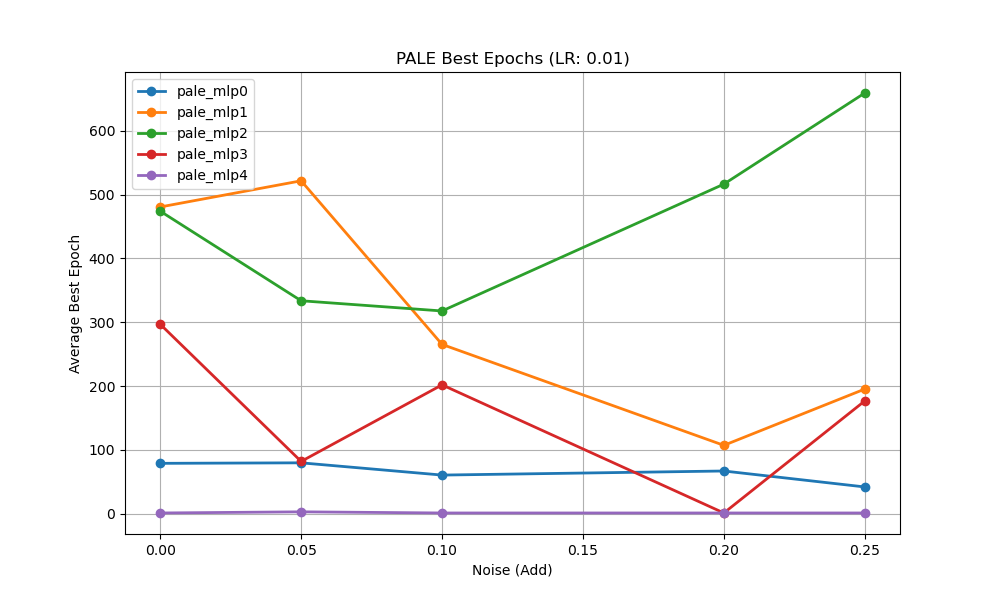 PALE Best Epochs (LR: 0.01)
pale_mlp0
pale_mlp1
pale_mlp2
pale_mlp3
pale_mlp4
Average Best Epoch
600
500
400
300
200
100
0
0.00 0.05 0.10 0.15 0.20 0.25
Noise (Add)